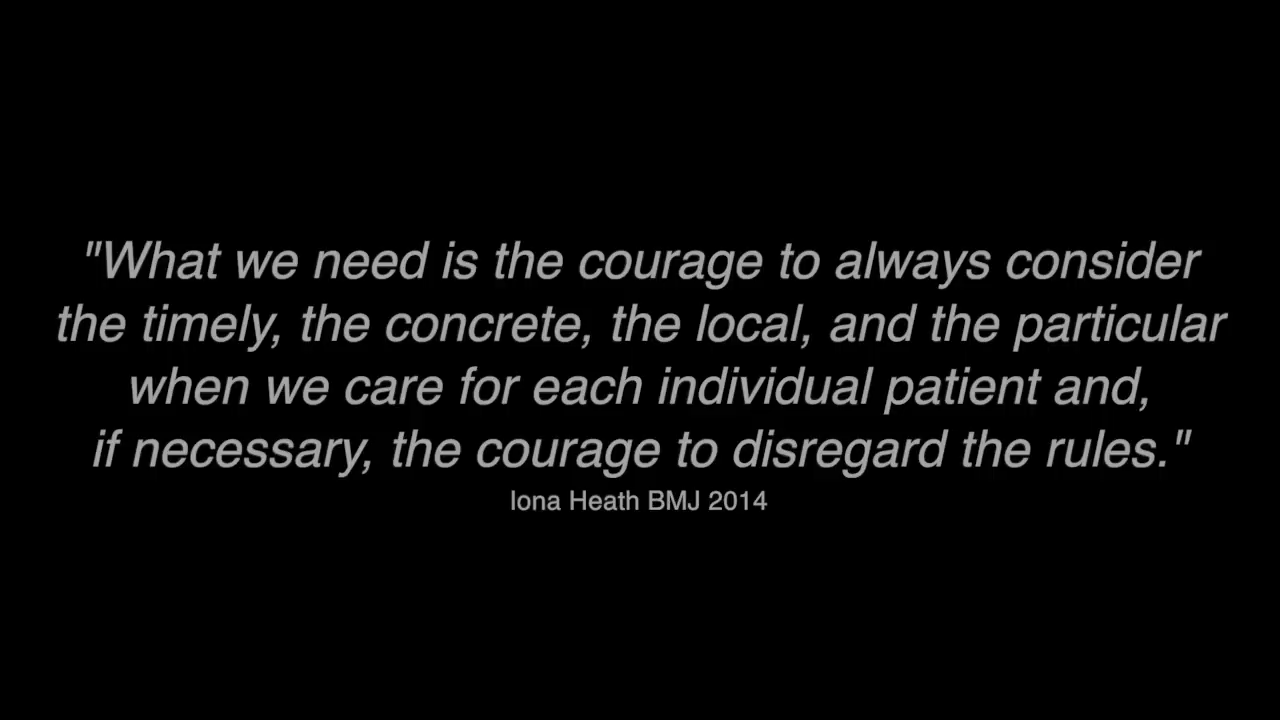 "What we need is the courage to always consider
the timely, the concrete, the local, and the particular
when we care for each individual patient and,
if necessary, the courage to disregard the rules."
Iona Heath BMJ 2014